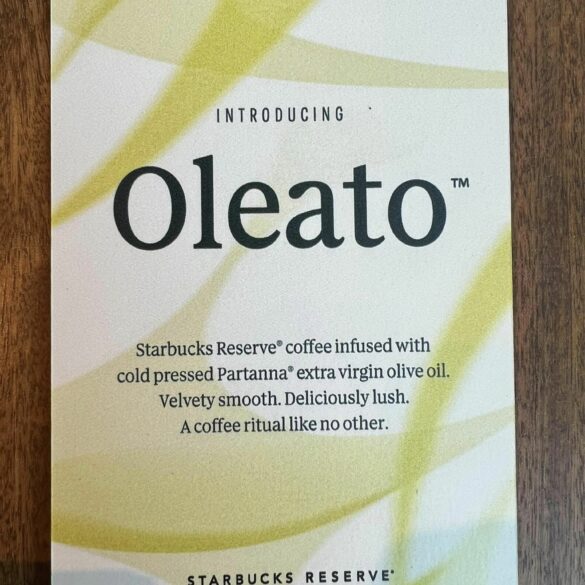 INTRODUCING
Oleato™
Starbucks Reserve® coffee infused with
cold pressed Partanna® extra virgin olive oil.
Velvety smooth. Deliciously lush.
A coffee ritual like no other.
STARBUCKS RESERVE®